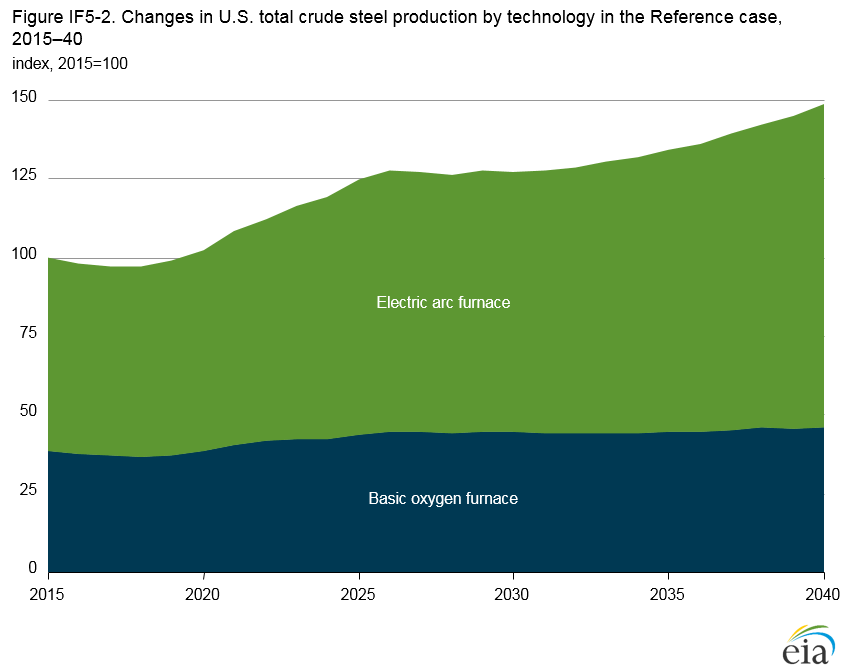 Figure IF5-2. Changes in U.S. total crude steel production by technology in the Reference case,
2015–40
index, 2015=100
150
125
100
75
50
25
0
Electric arc furnace
Basic oxygen furnace
2015 2020 2025 2030 2035 2040
eia